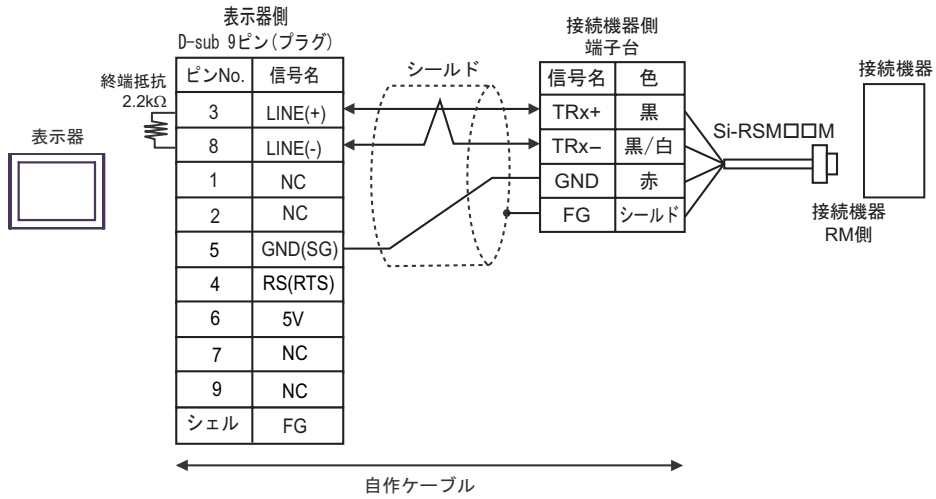 表示器側
D-sub 9ピン(プラグ)
接続機器側
端子台
接続機器
終端抵抗
2.2kΩ
表示器
シールド
ピンNo. 信号名
3 LINE(+)
8 LINE(-)
1 NC
2 NC
5 GND(SG)
4 RS(RTS)
6 5V
7 NC
9 NC
シェル FG
信号名 色
TRx+ 黒
TRx− 黒/白
GND 赤
FG シールド
Si-RSM□□M
接続機器
RM側
自作ケーブル